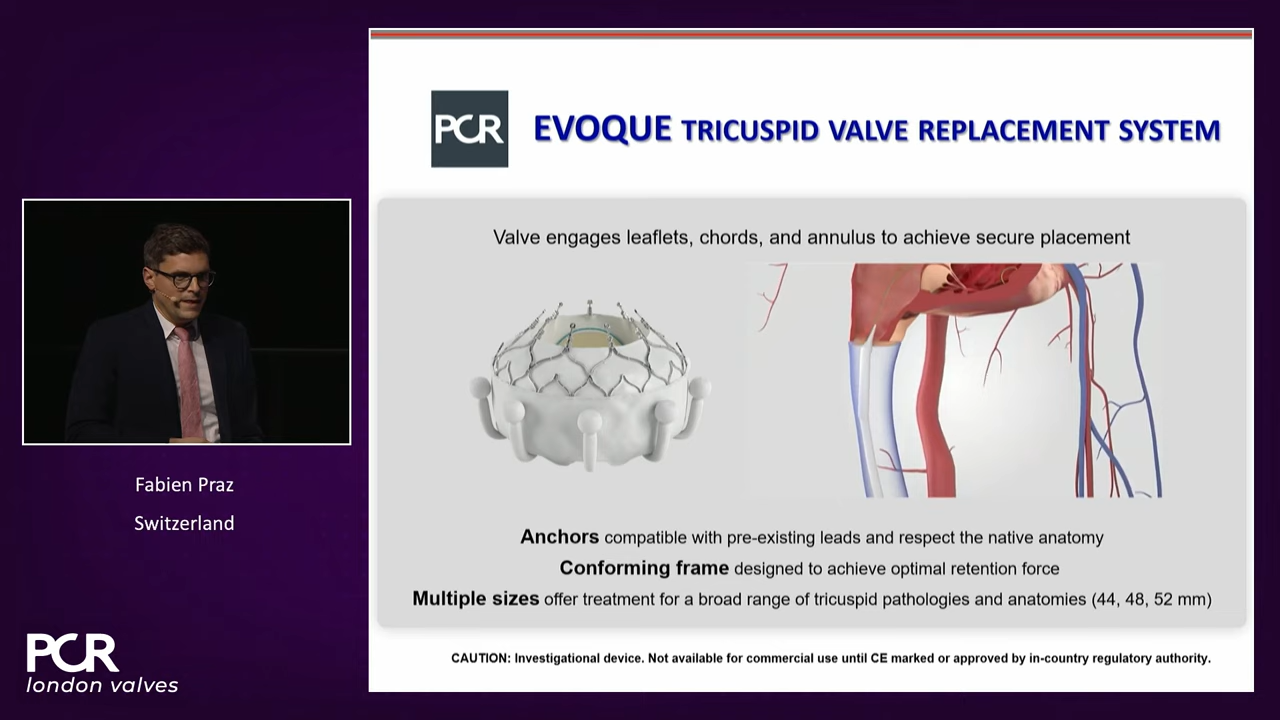 PCR
EVOQUE TRICUSPID VALVE REPLACEMENT SYSTEM
Valve engages leaflets, chords, and annulus to achieve secure placement
Anchors compatible with pre-existing leads and respect the native anatomy
Conforming frame designed to achieve optimal retention force
Multiple sizes offer treatment for a broad range of tricuspid pathologies and anatomies (44, 48, 52 mm)
CAUTION: Investigational device. Not available for commercial use until CE marked or approved by in-country regulatory authority.
Fabien Praz
Switzerland
PCR
london valves